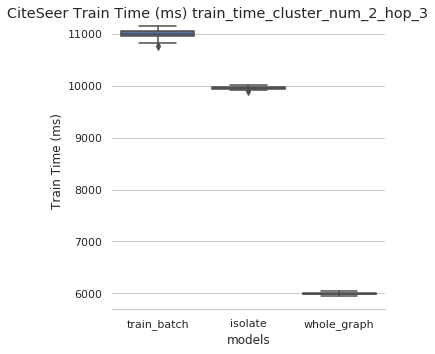 CiteSeer Train Time (ms) train_time_cluster_num_2_hop_3
11000
10000
9000
8000
7000
6000
Train Time (ms)
train_batch isolate whole_graph
models